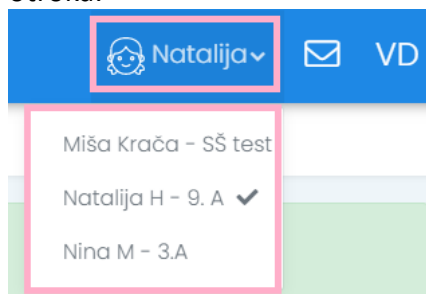 Natalija VD
Miša Krača - SŠ test
Natalija H - 9. A
Nina M - 3.A